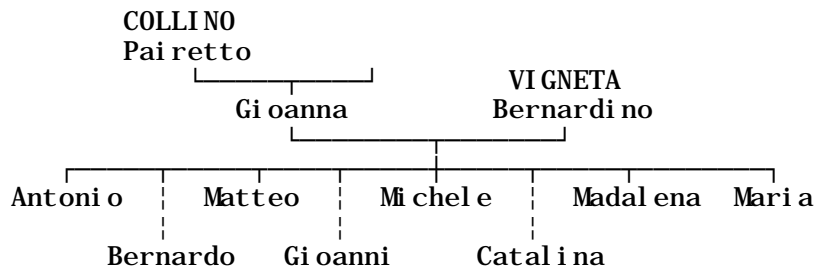 COLLINO
Pairetto
VIGNETA
Gioanna Bernardino
Antonio Matteo Michele Madalena Maria
Bernardo Gioanni Catalina